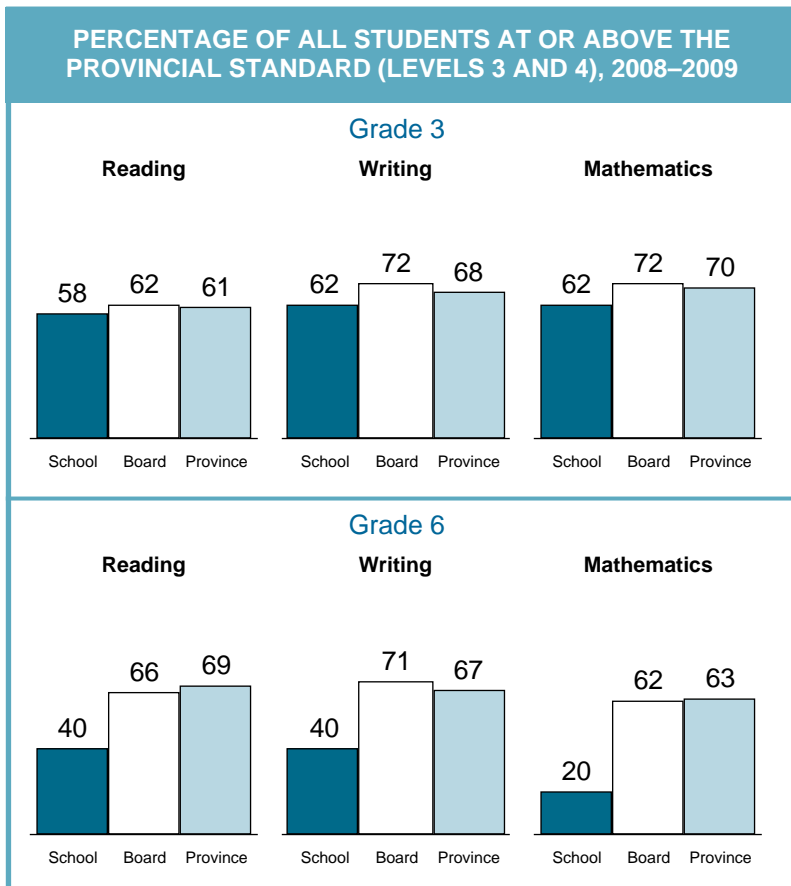 PERCENTAGE OF ALL STUDENTS AT OR ABOVE THE
PROVINCIAL STANDARD (LEVELS 3 AND 4), 2008–2009
Grade 3
Reading Writing Mathematics
58 62 61 62 72 68 62 72 70
School Board Province School Board Province School Board Province
Grade 6
Reading Writing Mathematics
40 66 69 40 71 67 20 62 63
School Board Province School Board Province School Board Province